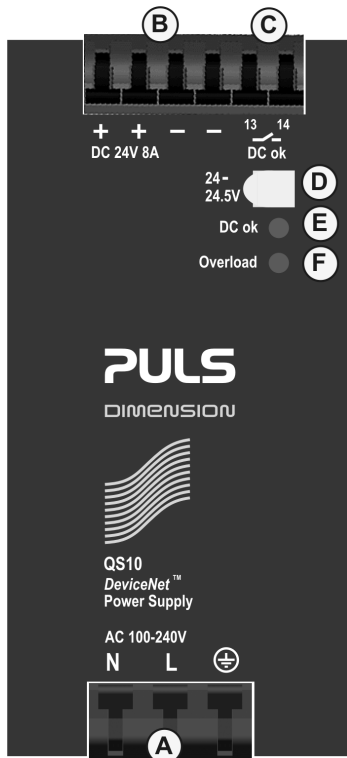 B C
+ + − − 13 14
DC 24V 8A DC ok
24-
24.5V D
DC ok E
Overload F
PULS
DIMENSION
QS10
DeviceNet™
Power Supply
AC 100-240V
N L
A